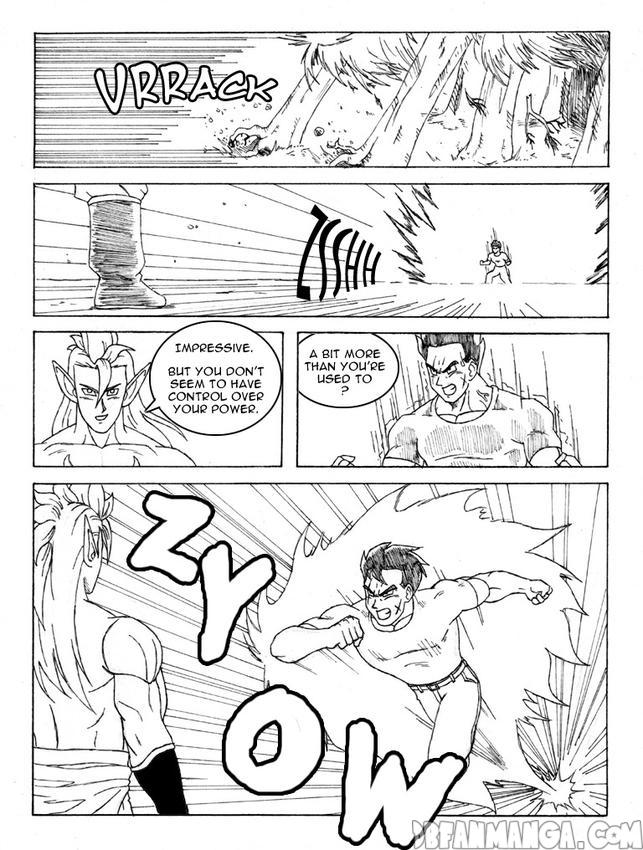 VRRACK
ZSSHH
IMPRESSIVE.
BUT YOU DON'T
SEEM TO HAVE
CONTROL OVER
YOUR POWER.
A BIT MORE
THAN YOU'RE
USED TO
?
ZYOW
DBFANMANGA.COM